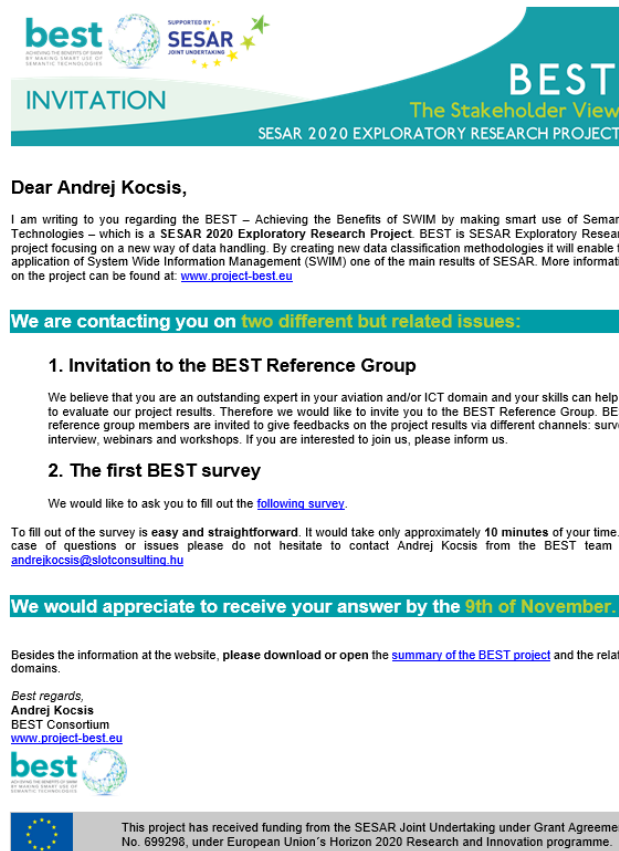 best
ACHIEVING THE BENEFITS OF SWIM
BY MAKING SMART USE OF
SEMANTIC TECHNOLOGIES
SUPPORTED BY
SESAR
JOINT UNDERTAKING
INVITATION
BEST
The Stakeholder View
SESAR 2020 EXPLORATORY RESEARCH PROJECT
Dear Andrej Kocsis,
I am writing to you regarding the BEST – Achieving the Benefits of SWIM by making smart use of Seman
Technologies – which is a SESAR 2020 Exploratory Research Project. BEST is SESAR Exploratory Resear
project focusing on a new way of data handling. By creating new data classification methodologies it will enable t
application of System Wide Information Management (SWIM) one of the main results of SESAR. More informati
on the project can be found at: www.project-best.eu
We are contacting you on two different but related issues:
1. Invitation to the BEST Reference Group
We believe that you are an outstanding expert in your aviation and/or ICT domain and your skills can help
to evaluate our project results. Therefore we would like to invite you to the BEST Reference Group. BE
reference group members are invited to give feedbacks on the project results via different channels: surve
interview, webinars and workshops. If you are interested to join us, please inform us.
2. The first BEST survey
We would like to ask you to fill out the following survey.
To fill out of the survey is easy and straightforward. It would take only approximately 10 minutes of your time.
case of questions or issues please do not hesitate to contact Andrej Kocsis from the BEST team
andrejkocsis@slotconsulting.hu
We would appreciate to receive your answer by the 9th of November.
Besides the information at the website, please download or open the summary of the BEST project and the relat
domains.
Best regards,
Andrej Kocsis
BEST Consortium
www.project-best.eu
best
ACHIEVING THE BENEFITS OF SWIM
BY MAKING SMART USE OF
SEMANTIC TECHNOLOGIES
This project has received funding from the SESAR Joint Undertaking under Grant Agreeme
No. 699298, under European Union´s Horizon 2020 Research and Innovation programme.